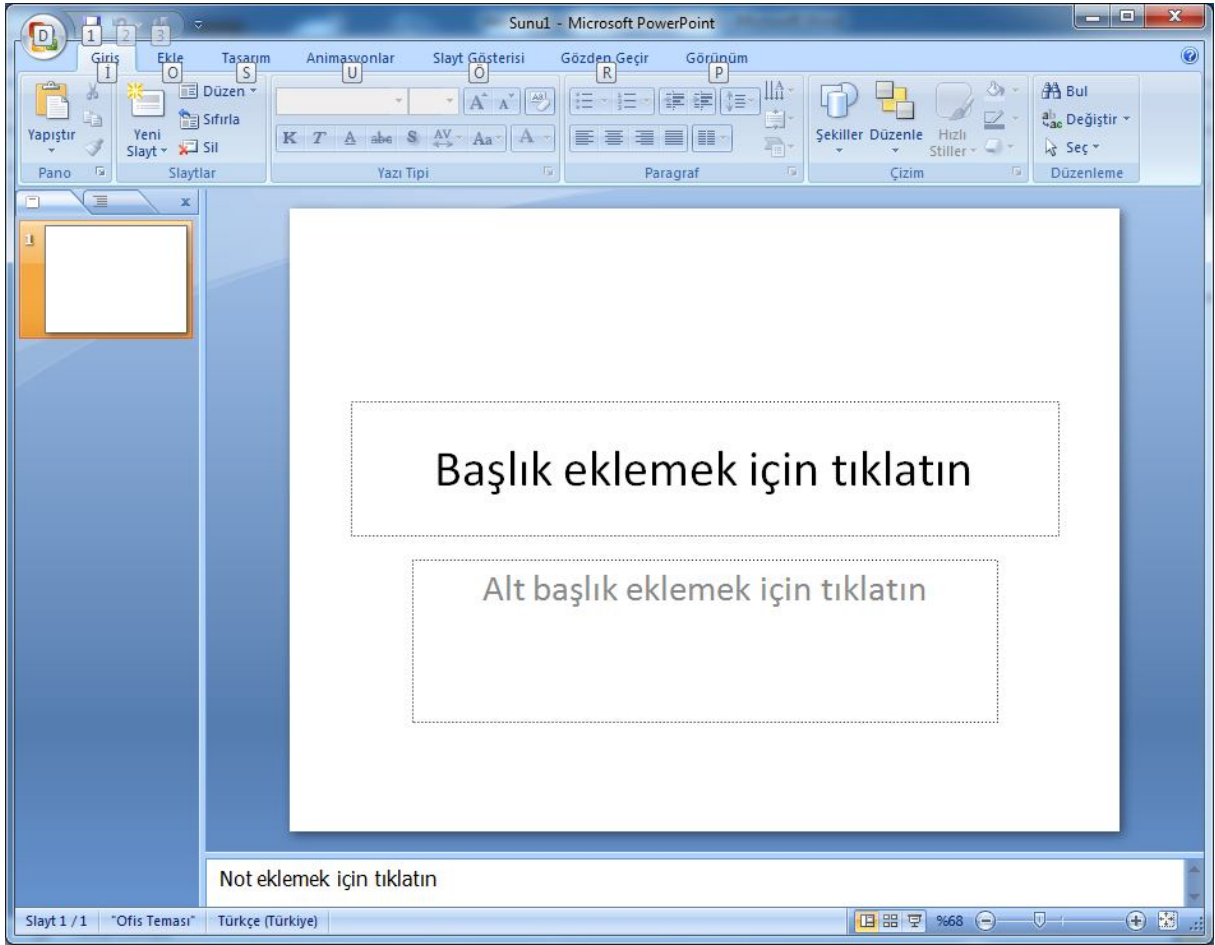 Sunu1 - Microsoft PowerPoint
D 1 2 3
Giriş Ekle Tasarım Animasyonlar Slayt Gösterisi Gözden Geçir Görünüm
İ O S U Ö R P
Yapıştır
Yeni Slayt
Düzen
Sıfırla
Sil
K T A abe S AV Aa A
A A
Şekiller Düzenle Hızlı Stiller
Bul
Değiştir
Seç
Pano Slaytlar Yazı Tipi Paragraf Çizim Düzenleme
x
1
Başlık eklemek için tıklatın
Alt başlık eklemek için tıklatın
Not eklemek için tıklatın
Slayt 1 / 1 "Ofis Teması" Türkçe (Türkiye) %68